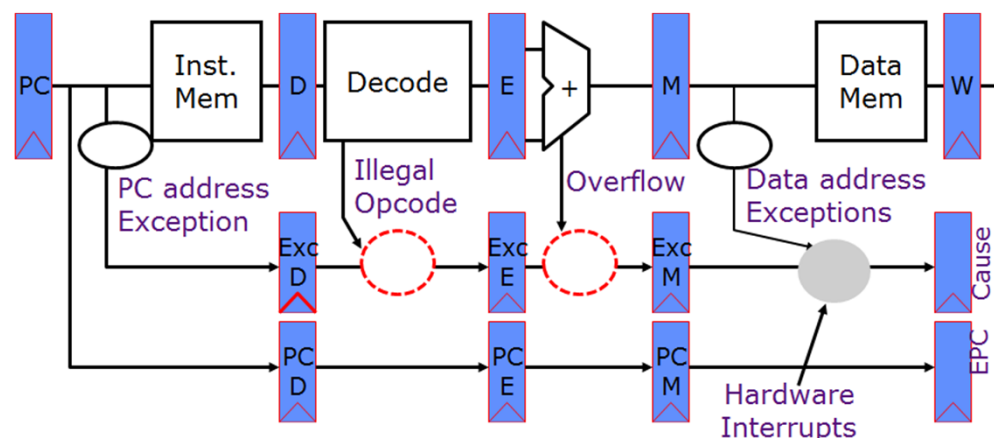 PC
Inst.
Mem
D
Decode
E
+
M
Data
Mem
W
PC address
Exception
Illegal
Opcode
Overflow
Data address
Exceptions
Exc
D
Exc
E
Exc
M
Cause
PC
D
PC
E
PC
M
EPC
Hardware
Interrupts